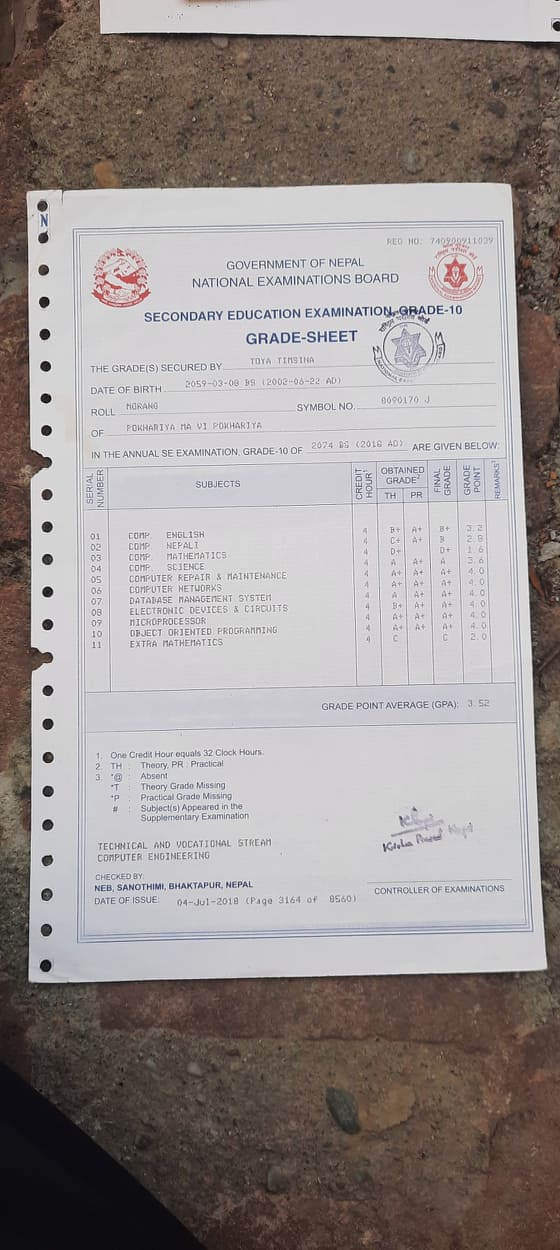 N
REG NO: 740900911039
GOVERNMENT OF NEPAL
NATIONAL EXAMINATIONS BOARD
SECONDARY EDUCATION EXAMINATION, GRADE-10
GRADE-SHEET
THE GRADE(S) SECURED BY TOYA TIMSINA
DATE OF BIRTH 2059-03-08 BS (2002-06-22 AD)
ROLL MORANG SYMBOL NO. 0090170 J
OF POKHARIYA MA VI POKHARIYA
IN THE ANNUAL SE EXAMINATION, GRADE-10 OF 2074 BS (2018 AD) ARE GIVEN BELOW:
SERIAL NUMBER SUBJECTS CREDIT HOUR1 OBTAINED GRADE2 FINAL GRADE GRADE POINT REMARKS3
TH PR
01 COMP. ENGLISH 4 B+ A+ B+ 3.2
02 COMP. NEPALI 4 C+ A+ B 2.8
03 COMP. MATHEMATICS 4 D+ D+ 1.6
04 COMP. SCIENCE 4 A A+ A 3.6
05 COMPUTER REPAIR & MAINTENANCE 4 A+ A+ A+ 4.0
06 COMPUTER NETWORKS 4 A+ A+ A+ 4.0
07 DATABASE MANAGEMENT SYSTEM 4 A A+ A+ 4.0
08 ELECTRONIC DEVICES & CIRCUITS 4 B+ A+ A+ 4.0
09 MICROPROCESSOR 4 A+ A+ A+ 4.0
10 OBJECT ORIENTED PROGRAMMING 4 A+ A+ A+ 4.0
11 EXTRA MATHEMATICS 4 C C 2.0
GRADE POINT AVERAGE (GPA): 3.52
1. One Credit Hour equals 32 Clock Hours.
2. TH : Theory, PR : Practical
3. *@ : Absent
*T : Theory Grade Missing
*P : Practical Grade Missing
# : Subject(s) Appeared in the
Supplementary Examination
TECHNICAL AND VOCATIONAL STREAM
COMPUTER ENGINEERING
CHECKED BY:
NEB, SANOTHIMI, BHAKTAPUR, NEPAL
DATE OF ISSUE: 04-Jul-2018 (Page 3164 of 8560)
CONTROLLER OF EXAMINATIONS